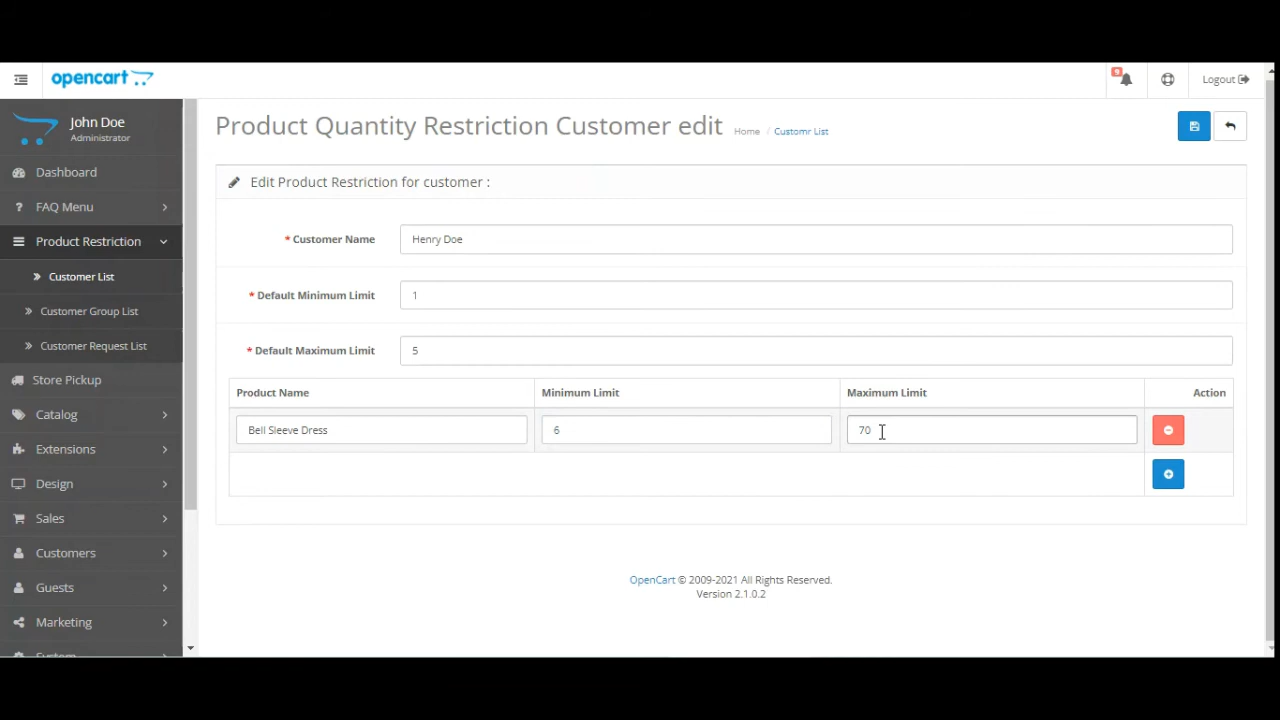 opencart
9
Logout
John Doe
Administrator
Product Quantity Restriction Customer edit
Home / Customr List
Dashboard
? FAQ Menu
Product Restriction
Customer List
Customer Group List
Customer Request List
Store Pickup
Catalog
Extensions
Design
Sales
Customers
Guests
Marketing
System
Edit Product Restriction for customer :
* Customer Name Henry Doe
* Default Minimum Limit 1
* Default Maximum Limit 5
Product Name Minimum Limit Maximum Limit Action
Bell Sleeve Dress 6 70
OpenCart © 2009-2021 All Rights Reserved.
Version 2.1.0.2